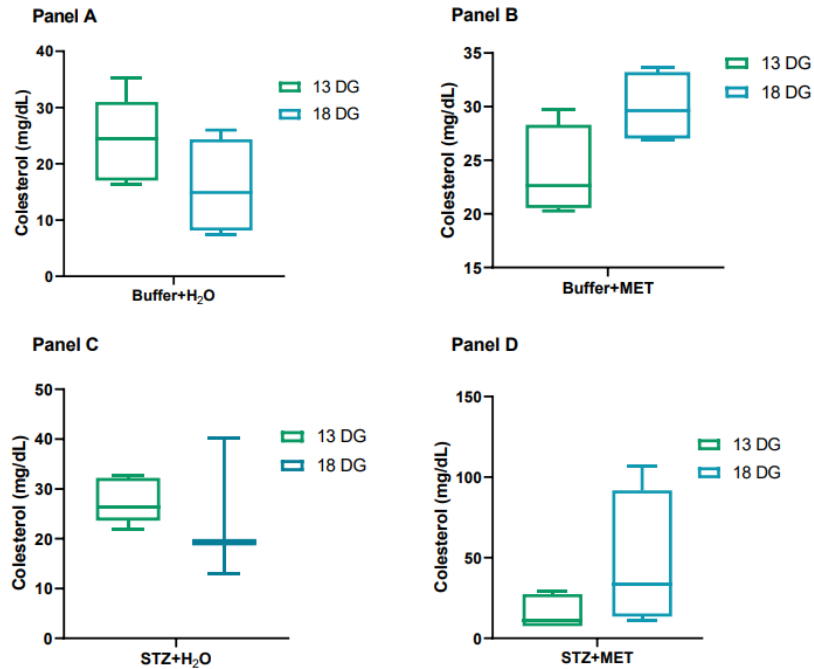 Panel A
40
30
20
10
0
Colesterol (mg/dL)
13 DG
18 DG
Buffer+H₂O
Panel B
35
30
25
20
15
Colesterol (mg/dL)
13 DG
18 DG
Buffer+MET
Panel C
50
40
30
20
10
0
Colesterol (mg/dL)
13 DG
18 DG
STZ+H₂O
Panel D
150
100
50
0
Colesterol (mg/dL)
13 DG
18 DG
STZ+MET